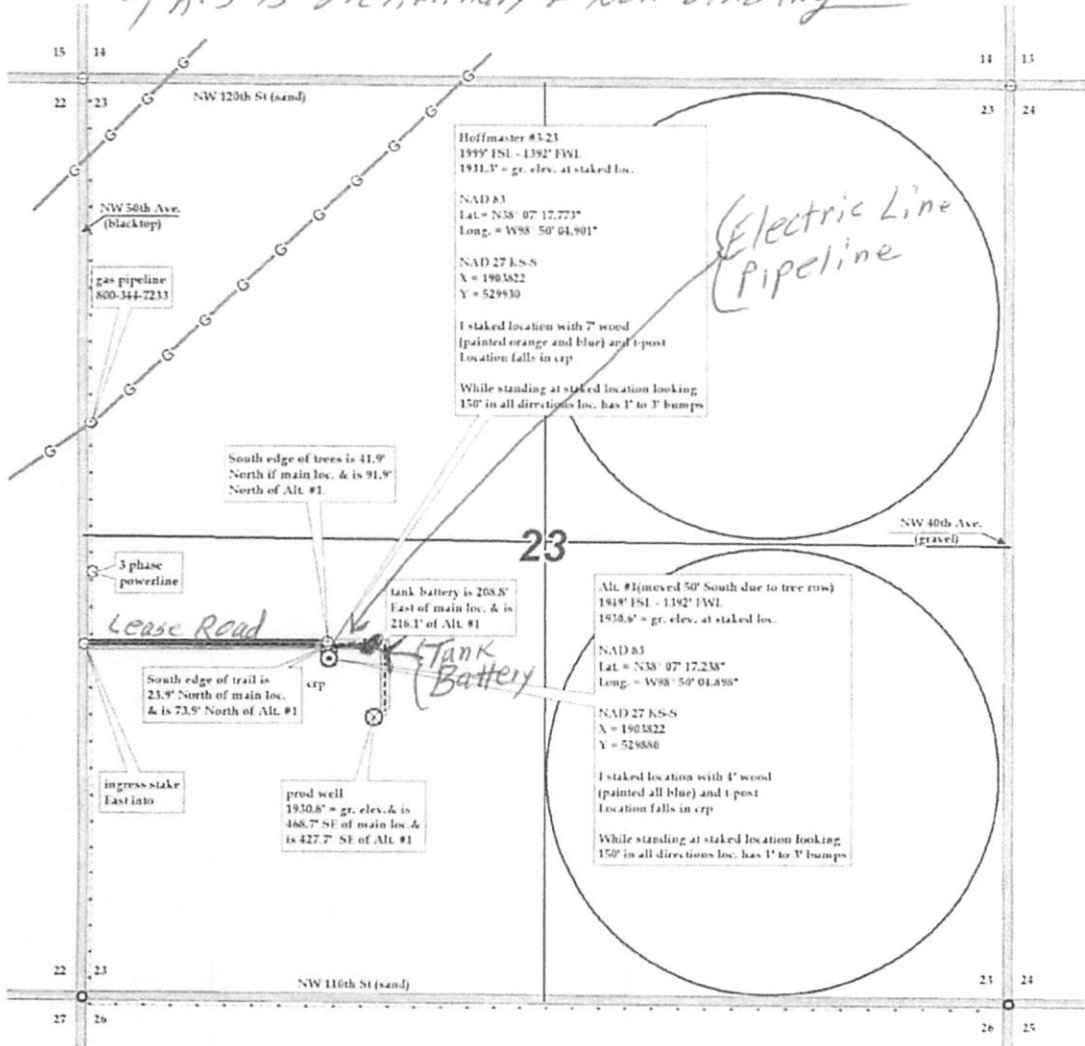 This is preliminary & Non binding
15 14
14 13
22 23
NW 120th St (sand)
23 24
Hoffmaster #3-23
1999' FSL - 1392' FWL
1931.3' = gr. elev. at staked loc.
NAD 83
Lat.= N38° 07' 17.773"
Long. = W98° 50' 04.901"
NAD 27 KS-S
X = 1903822
Y = 529930
I staked location with 7' wood
(painted orange and blue) and t-post
Location falls in crp
While standing at staked location looking
150' in all directions loc. has 1' to 3' bumps
Electric Line
Pipeline
NW 50th Ave.
(blacktop)
gas pipeline
800-344-7233
G G G
G G G G G G G G G G G G
South edge of trees is 41.9'
North if main loc. & is 91.9'
North of Alt. #1
NW 40th Ave.
(gravel)
23
3 phase
powerline
tank battery is 208.8'
East of main loc. & is
216.1' of Alt. #1
Lease Road
Tank
Battery
South edge of trail is
23.9' North of main loc.
& is 73.9' North of Alt. #1
crp
Alt. #1(moved 50' South due to tree row)
1949' FSL - 1392' FWL
1930.6' = gr. elev. at staked loc.
NAD 83
Lat. = N38° 07' 17.238"
Long. = W98° 50' 04.898"
NAD 27 KS-S
X = 1903822
Y = 529880
I staked location with 4' wood
(painted all blue) and t-post
Location falls in crp
While standing at staked location looking
150' in all directions loc. has 1' to 3' bumps
ingress stake
East into
prod well
1930.8' = gr. elev.& is
468.7' SE of main loc.&
is 427.7' SE of Alt. #1
22 23
NW 110th St (sand)
23 24
27 26
26 25